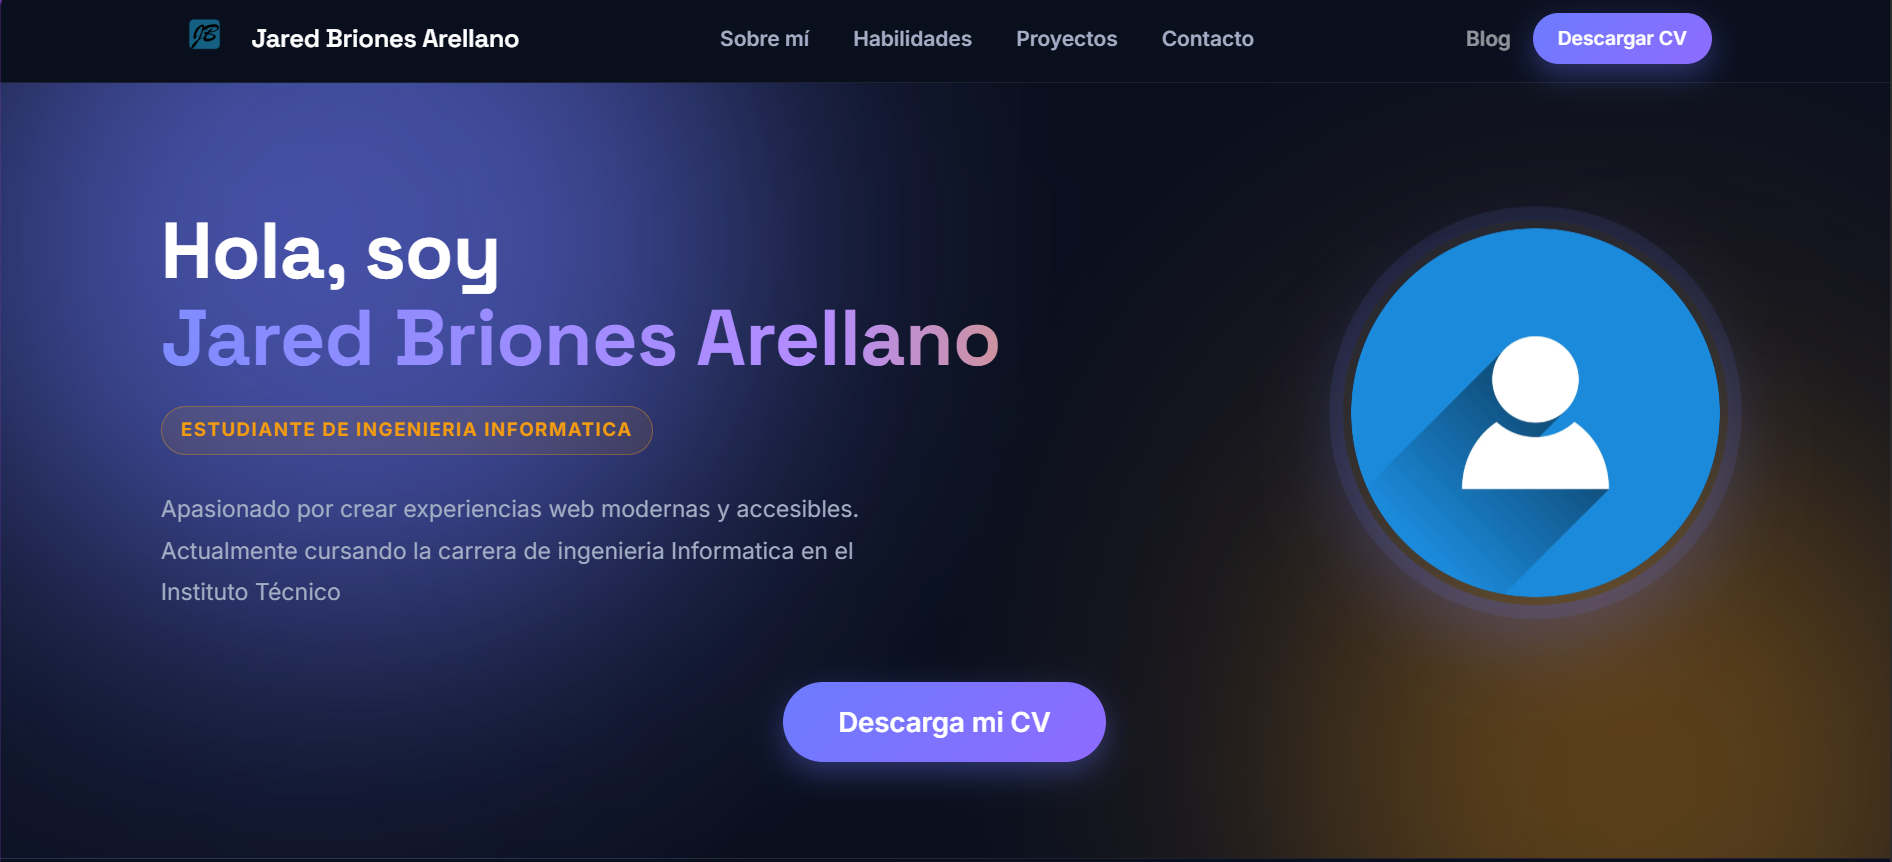 JB
Jared Briones Arellano
Sobre mí
Habilidades
Proyectos
Contacto
Blog
Descargar CV
Hola, soy
Jared Briones Arellano
ESTUDIANTE DE INGENIERIA INFORMATICA
Apasionado por crear experiencias web modernas y accesibles.
Actualmente cursando la carrera de ingenieria Informatica en el
Instituto Técnico
Descarga mi CV